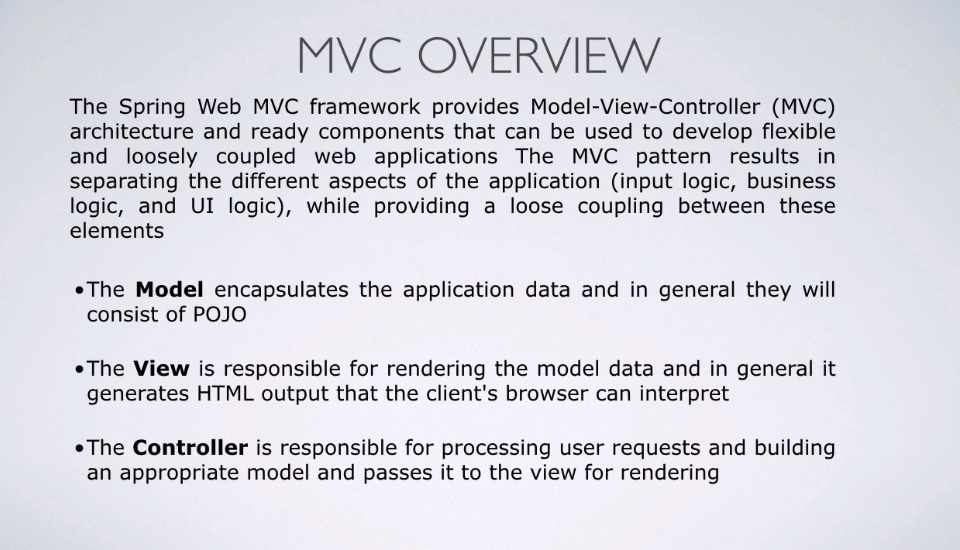 MVC OVERVIEW
The Spring Web MVC framework provides Model-View-Controller (MVC)
architecture and ready components that can be used to develop flexible
and loosely coupled web applications The MVC pattern results in
separating the different aspects of the application (input logic, business
logic, and UI logic), while providing a loose coupling between these
elements
•The Model encapsulates the application data and in general they will
consist of POJO
•The View is responsible for rendering the model data and in general it
generates HTML output that the client's browser can interpret
•The Controller is responsible for processing user requests and building
an appropriate model and passes it to the view for rendering